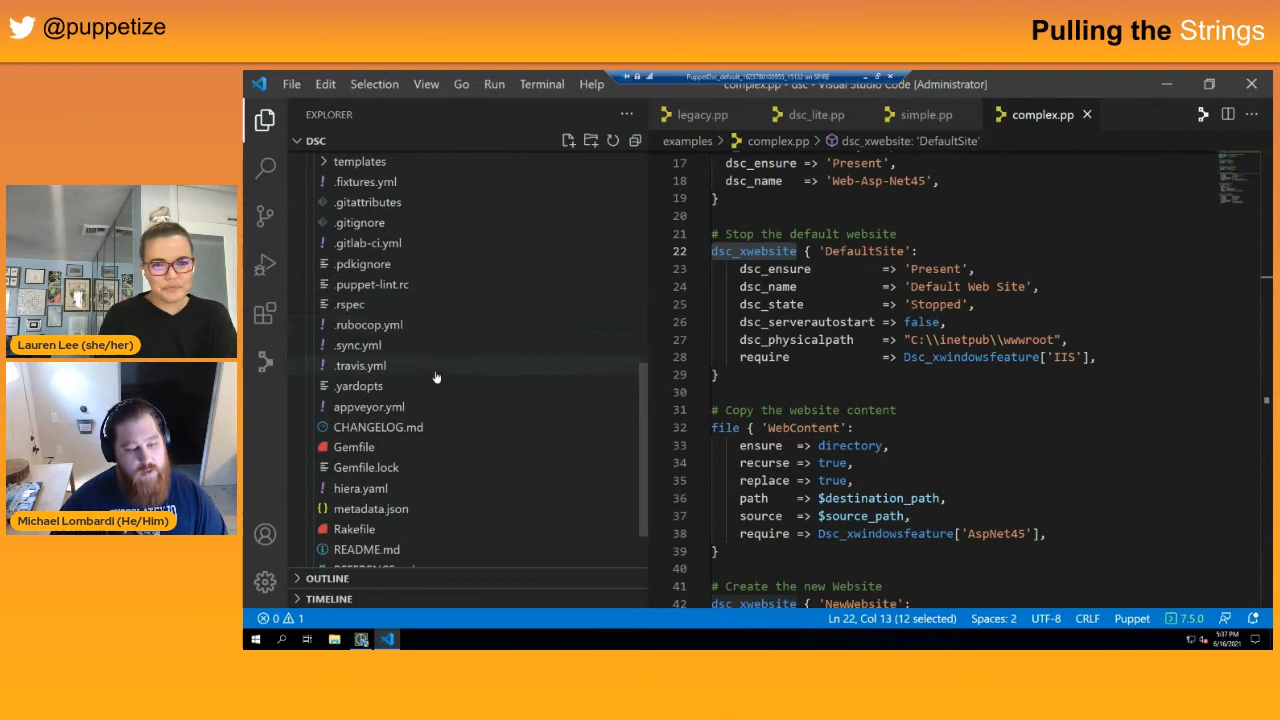 @puppetize
Pulling the Strings
Lauren Lee (she/her)
Michael Lombardi (He/Him)
PuppetDsc_default_1623780103955_15132 on SPIRE
File Edit Selection View Go Run Terminal Help
complex.pp - dsc - Visual Studio Code [Administrator]
EXPLORER
DSC
templates
.fixtures.yml
.gitattributes
.gitignore
.gitlab-ci.yml
.pdkignore
.puppet-lint.rc
.rspec
.rubocop.yml
.sync.yml
.travis.yml
.yardopts
appveyor.yml
CHANGELOG.md
Gemfile
Gemfile.lock
hiera.yaml
metadata.json
Rakefile
README.md
OUTLINE
TIMELINE
legacy.pp dsc_lite.pp simple.pp complex.pp
examples > complex.pp > dsc_xwebsite: 'DefaultSite'
17 dsc_ensure => 'Present',
18 dsc_name => 'Web-Asp-Net45',
19 }
20
21 # Stop the default website
22 dsc_xwebsite { 'DefaultSite':
23 dsc_ensure => 'Present',
24 dsc_name => 'Default Web Site',
25 dsc_state => 'Stopped',
26 dsc_serverautostart => false,
27 dsc_physicalpath => "C:\\inetpub\\wwwroot",
28 require => Dsc_xwindowsfeature['IIS'],
29 }
30
31 # Copy the website content
32 file { 'WebContent':
33 ensure => directory,
34 recurse => true,
35 replace => true,
36 path => $destination_path,
37 source => $source_path,
38 require => Dsc_xwindowsfeature['AspNet45'],
39 }
40
41 # Create the new Website
42 dsc_xwebsite { 'NewWebsite':
0 1
Ln 22, Col 13 (12 selected) Spaces: 2 UTF-8 CRLF Puppet 7.5.0
5:37 PM
6/16/2021